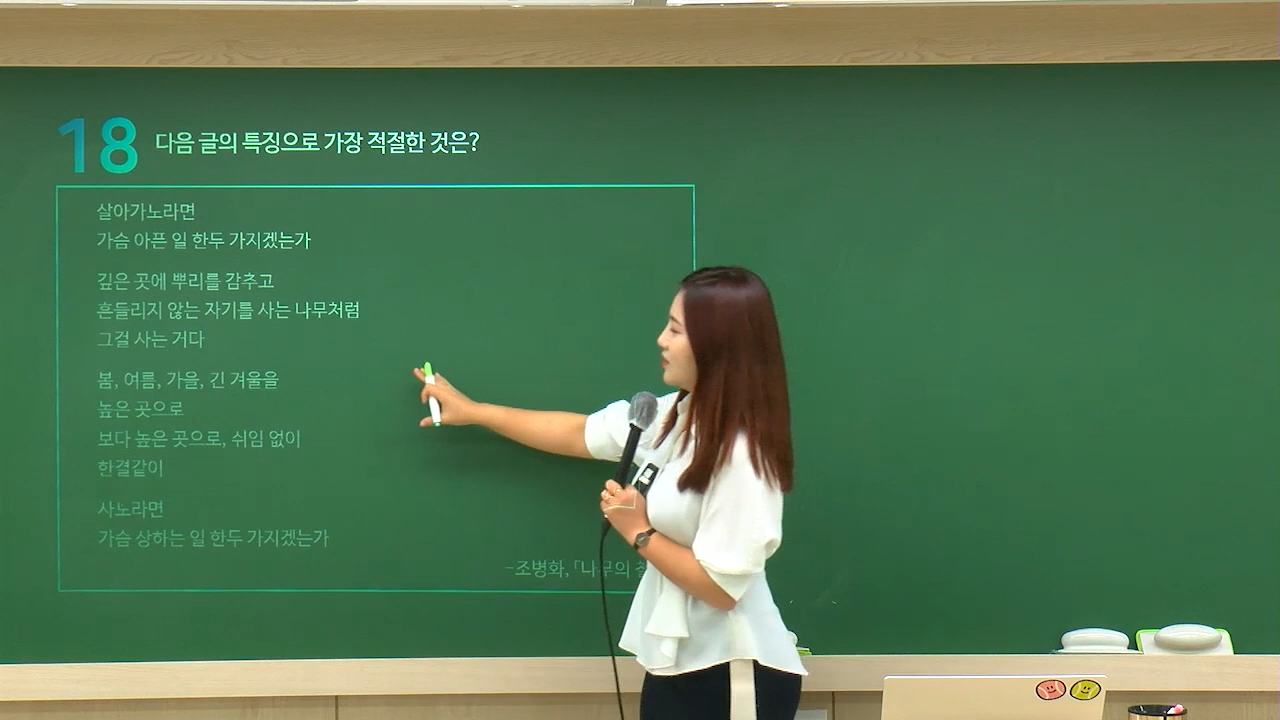 18 다음 글의 특징으로 가장 적절한 것은?
살아가노라면
가슴 아픈 일 한두 가지겠는가
깊은 곳에 뿌리를 감추고
흔들리지 않는 자기를 사는 나무처럼
그걸 사는 거다
봄, 여름, 가을, 긴 겨울을
높은 곳으로
보다 높은 곳으로, 쉬임 없이
한결같이
사노라면
가슴 상하는 일 한두 가지겠는가
-조병화, 「나무의